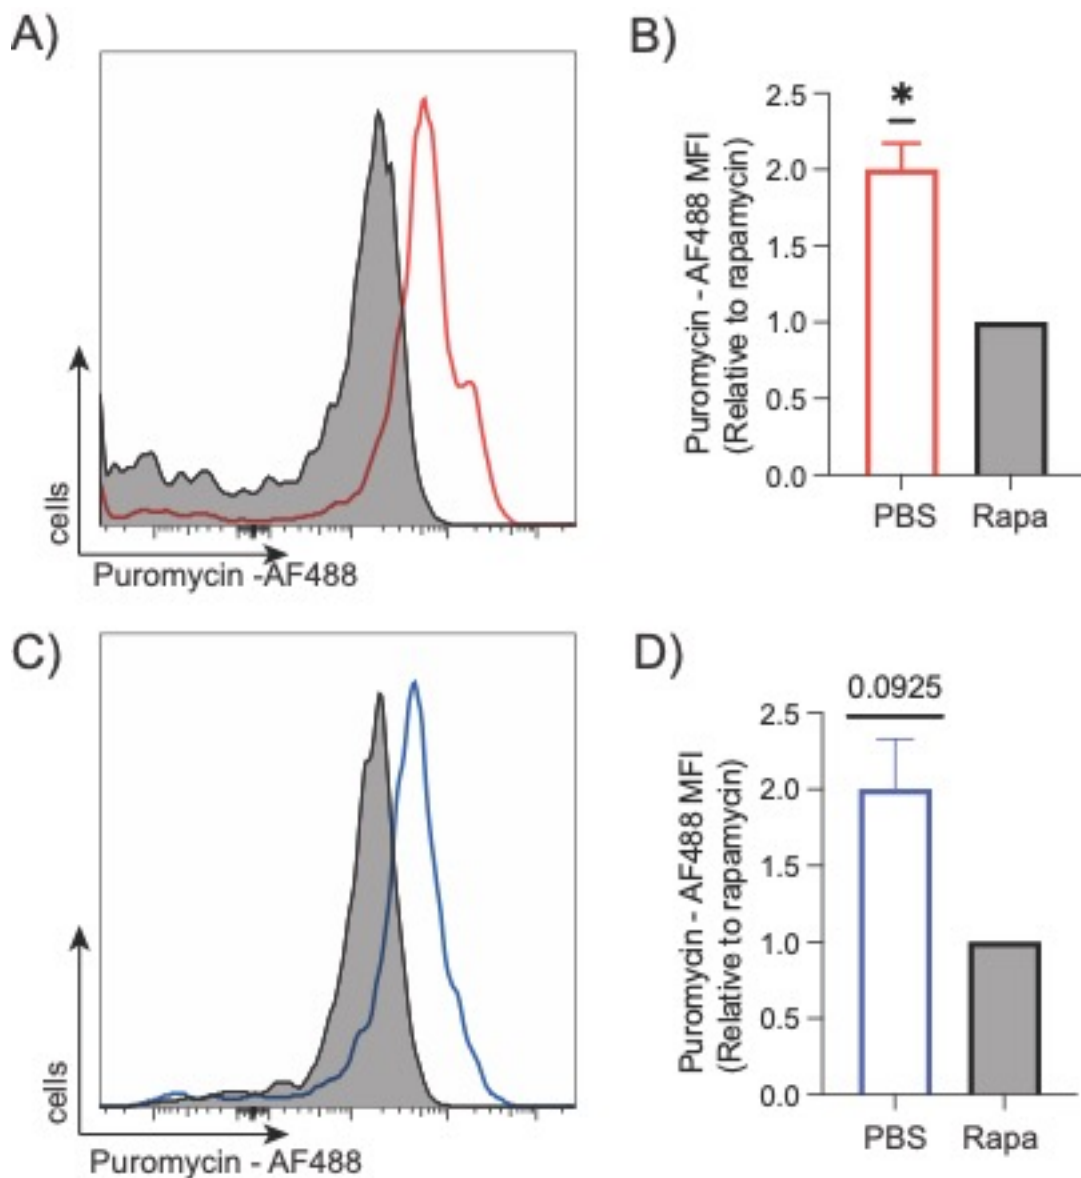 A)
cells
Puromycin -AF488
B)
Puromycin - AF488 MFI
(Relative to rapamycin)
*
2.5
2.0
1.5
1.0
0.5
0.0
PBS Rapa
C)
cells
Puromycin - AF488
D)
Puromycin - AF488 MFI
(Relative to rapamycin)
0.0925
2.5
2.0
1.5
1.0
0.5
0.0
PBS Rapa